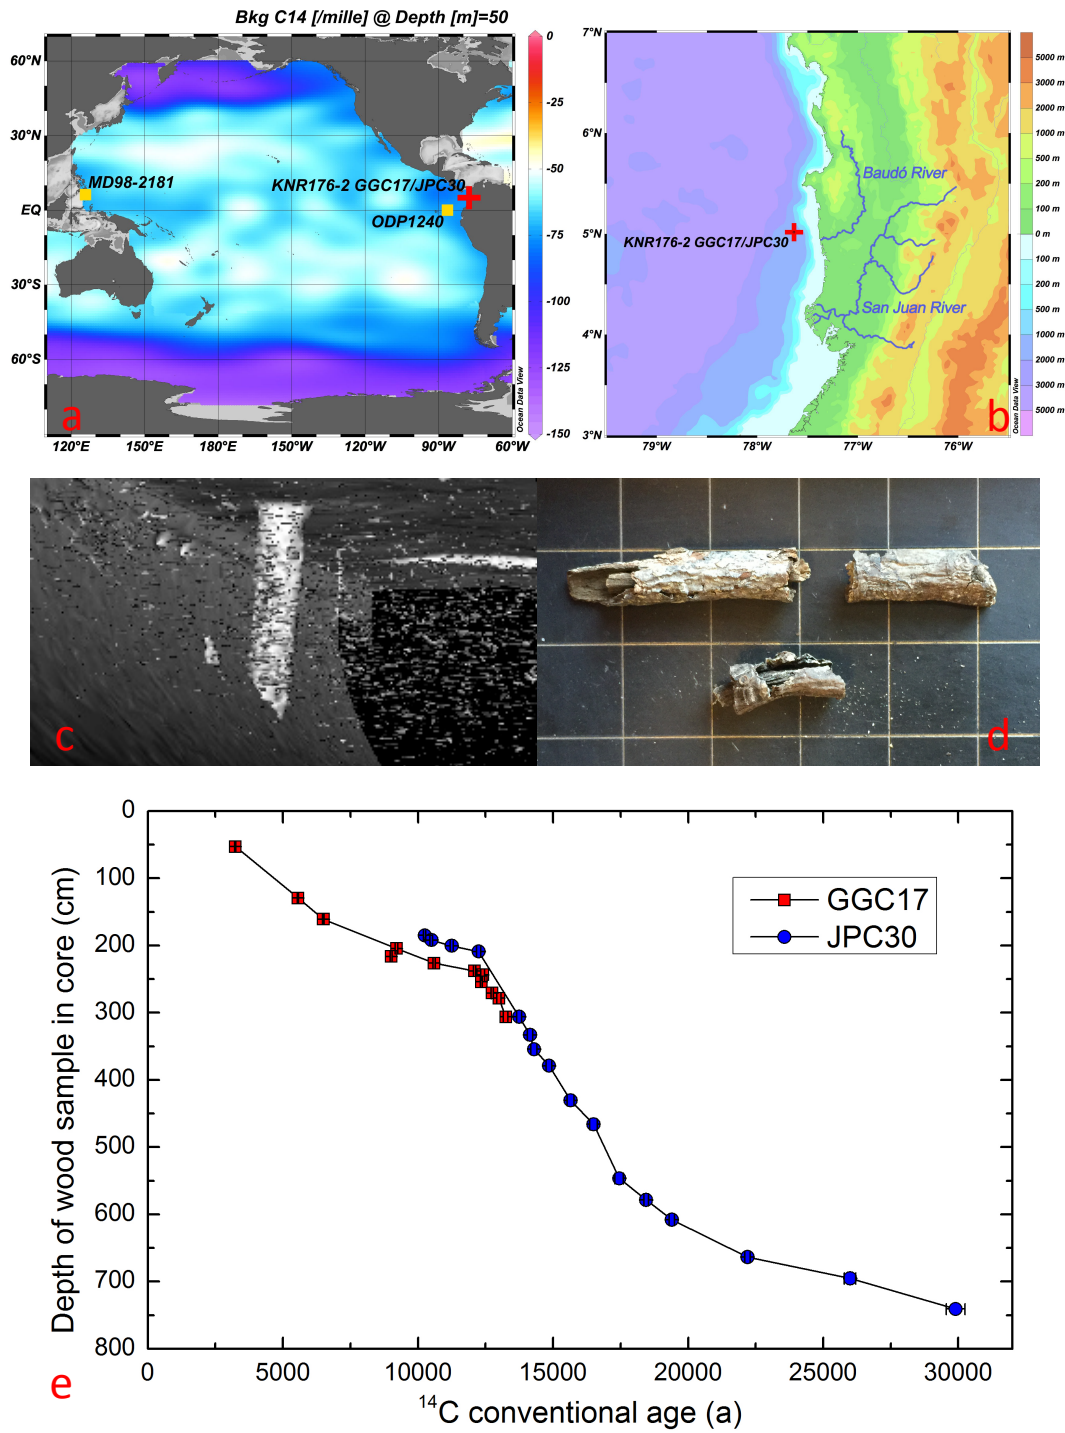 Bkg C14 [/mille] @ Depth [m]=50
60°N
30°N
EQ
30°S
60°S
120°E
150°E
180°E
150°W
120°W
90°W
60°W
MD98-2181
KNR176-2 GGC17/JPC30
ODP1240
Ocean Data View
0
-25
-50
-75
-100
-125
-150
a
7°N
6°N
5°N
4°N
3°N
79°W
78°W
77°W
76°W
Baudó River
KNR176-2 GGC17/JPC30
San Juan River
Ocean Data View
5000 m
3000 m
2000 m
1000 m
500 m
200 m
100 m
0 m
100 m
200 m
500 m
1000 m
2000 m
3000 m
5000 m
b
c
d
0
100
200
300
400
500
600
700
800
Depth of wood sample in core (cm)
GGC17
JPC30
0
5000
10000
15000
20000
25000
30000
14C conventional age (a)
e